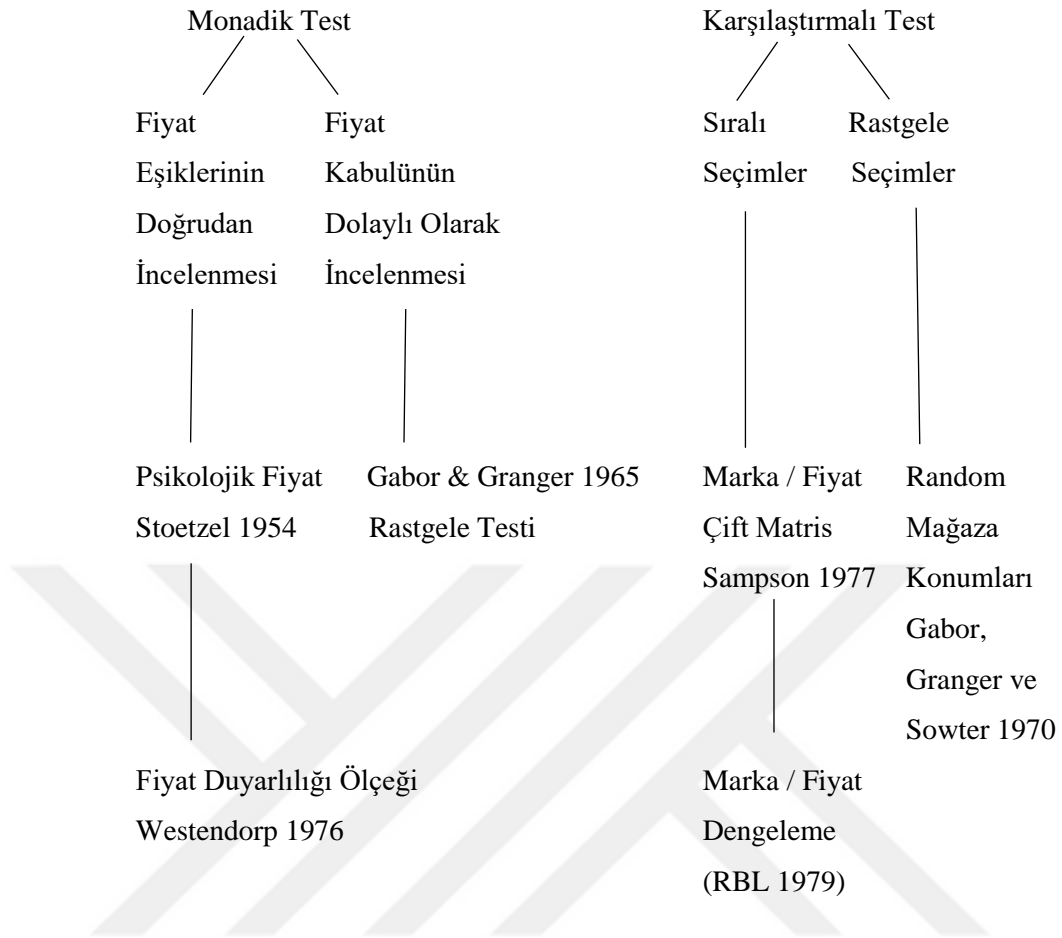 Monadik Test
Karşılaştırmalı Test
Fiyat
Eşiklerinin
Doğrudan
İncelenmesi
Fiyat
Kabulünün
Dolaylı Olarak
İncelenmesi
Sıralı
Seçimler
Rastgele
Seçimler
Psikolojik Fiyat
Stoetzel 1954
Gabor & Granger 1965
Rastgele Testi
Marka / Fiyat
Çift Matris
Sampson 1977
Random
Mağaza
Konumları
Gabor,
Granger ve
Sowter 1970
Fiyat Duyarlılığı Ölçeği
Westendorp 1976
Marka / Fiyat
Dengeleme
(RBL 1979)